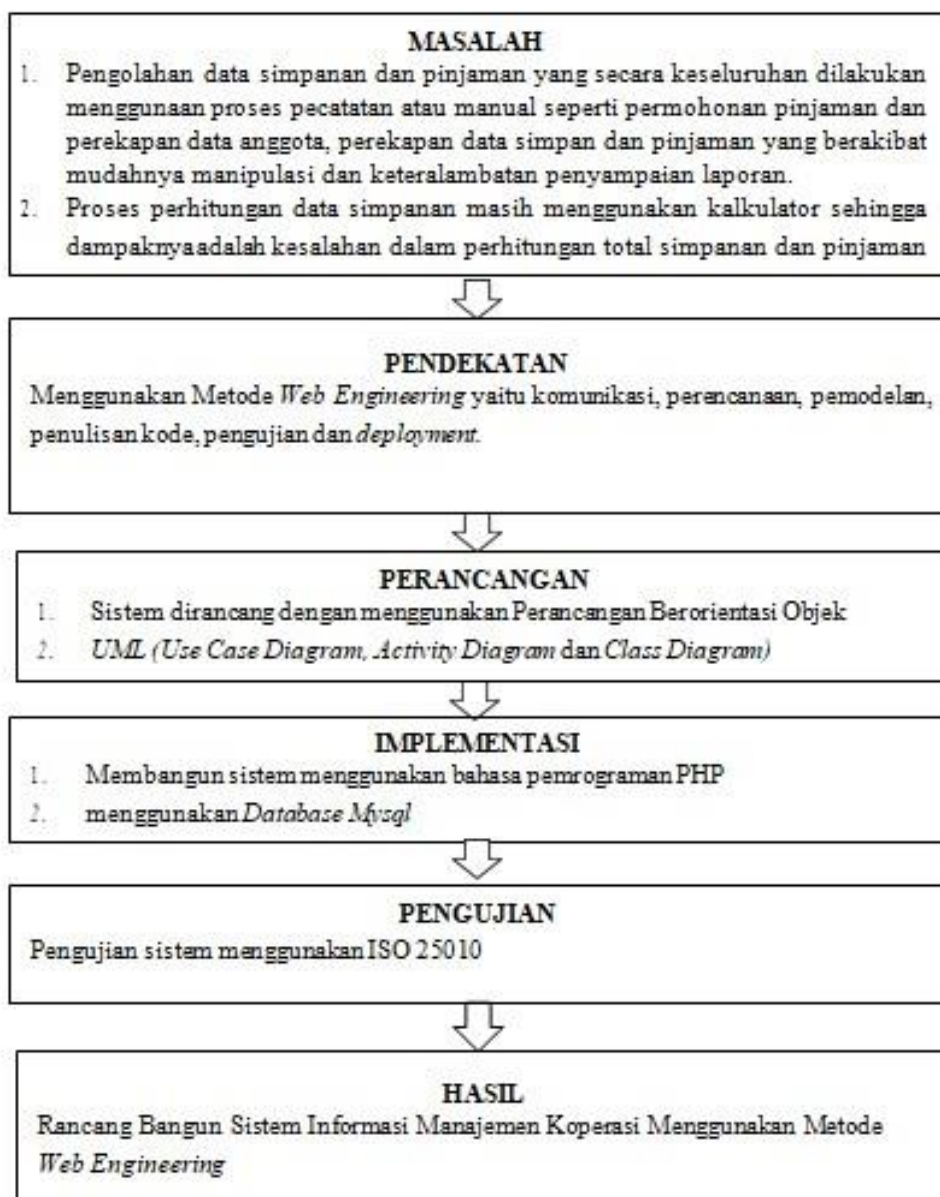 MASALAH
1. Pengolahan data simpanan dan pinjaman yang secara keseluruhan dilakukan
menggunaan proses pecatatan atau manual seperti permohonan pinjaman dan
perekapan data anggota, perekapan data simpan dan pinjaman yang berakibat
mudahnya manipulasi dan keteralambatan penyampaian laporan.
2. Proses perhitungan data simpanan masih menggunakan kalkulator sehingga
dampaknya adalah kesalahan dalam perhitungan total simpanan dan pinjaman
PENDEKATAN
Menggunakan Metode Web Engineering yaitu komunikasi, perencanaan, pemodelan,
penulisan kode, pengujian dan deployment.
PERANCANGAN
1. Sistem dirancang dengan menggunakan Perancangan Berorientasi Objek
2. UML (Use Case Diagram, Activity Diagram dan Class Diagram)
IMPLEMENTASI
1. Membangun sistem menggunakan bahasa pemrograman PHP
2. menggunakan Database Mysql
PENGUJIAN
Pengujian sistem menggunakan ISO 25010
HASIL
Rancang Bangun Sistem Informasi Manajemen Koperasi Menggunakan Metode
Web Engineering